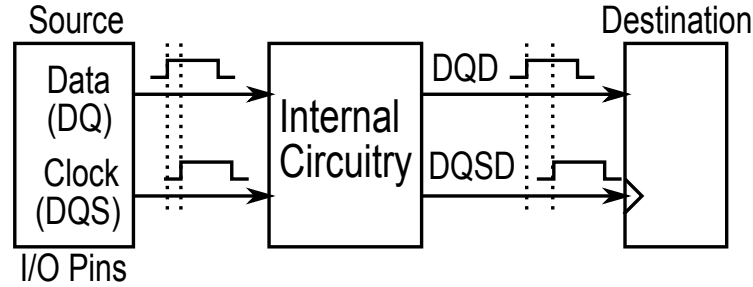 Source
Destination
Data
(DQ)
Clock
(DQS)
I/O Pins
Internal
Circuitry
DQD
DQSD